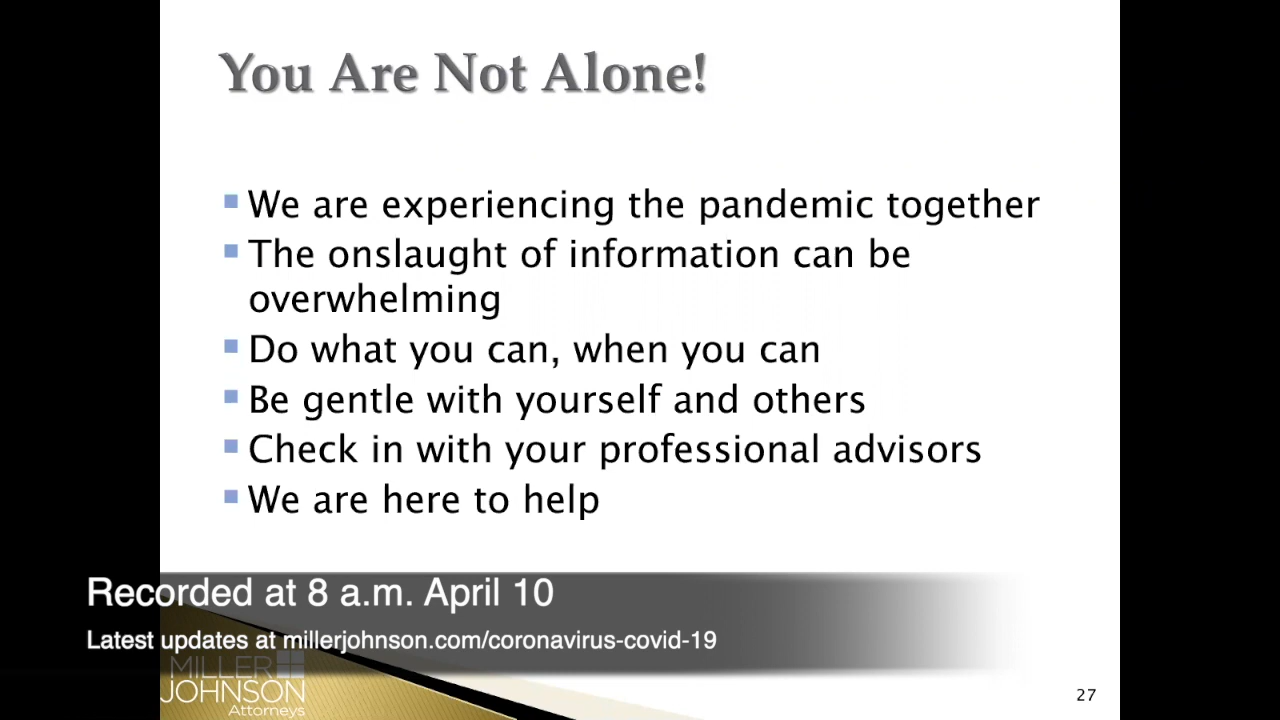 You Are Not Alone!
We are experiencing the pandemic together
The onslaught of information can be
overwhelming
Do what you can, when you can
Be gentle with yourself and others
Check in with your professional advisors
We are here to help
Recorded at 8 a.m. April 10
Latest updates at millerjohnson.com/coronavirus-covid-19
MILLER
JOHNSON
Attorneys
27